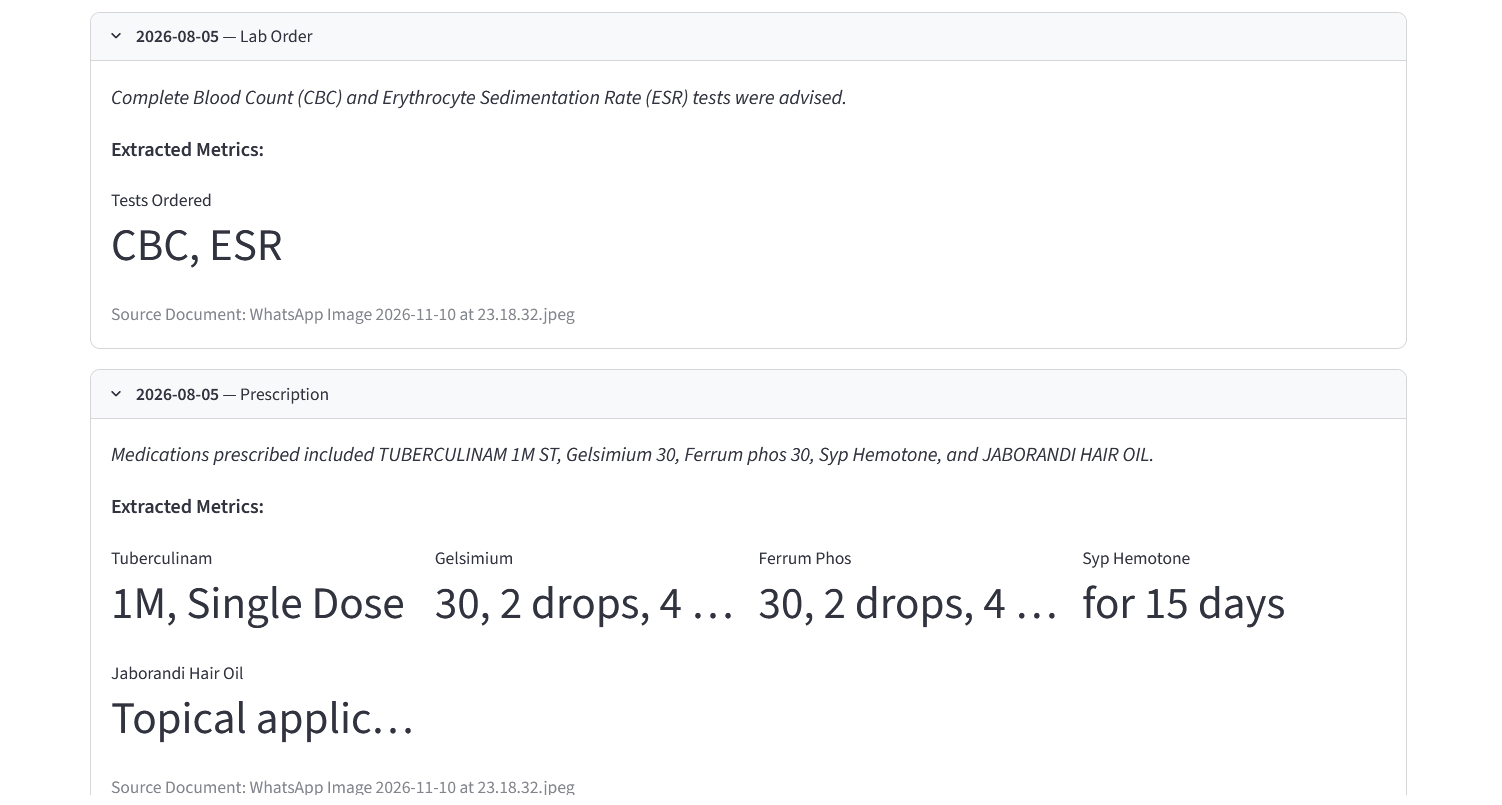 2026-08-05 — Lab Order
Complete Blood Count (CBC) and Erythrocyte Sedimentation Rate (ESR) tests were advised.
Extracted Metrics:
Tests Ordered
CBC, ESR
Source Document: WhatsApp Image 2026-11-10 at 23.18.32.jpeg
2026-08-05 — Prescription
Medications prescribed included TUBERCULINAM 1M ST, Gelsimium 30, Ferrum phos 30, Syp Hemotone, and JABORANDI HAIR OIL.
Extracted Metrics:
Tuberculinam Gelsimium Ferrum Phos Syp Hemotone
1M, Single Dose 30, 2 drops, 4 … 30, 2 drops, 4 … for 15 days
Jaborandi Hair Oil
Topical applic…
Source Document: WhatsApp Image 2026-11-10 at 23.18.32.jpeg